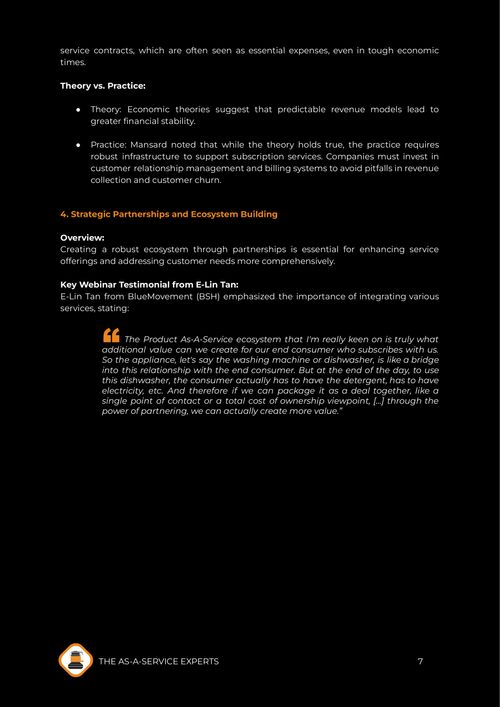 service contracts, which are often seen as essential expenses, even in tough economic
times.
Theory vs. Practice:
● Theory: Economic theories suggest that predictable revenue models lead to
greater financial stability.
● Practice: Mansard noted that while the theory holds true, the practice requires
robust infrastructure to support subscription services. Companies must invest in
customer relationship management and billing systems to avoid pitfalls in revenue
collection and customer churn.
4. Strategic Partnerships and Ecosystem Building
Overview:
Creating a robust ecosystem through partnerships is essential for enhancing service
offerings and addressing customer needs more comprehensively.
Key Webinar Testimonial from E-Lin Tan:
E-Lin Tan from BlueMovement (BSH) emphasized the importance of integrating various
services, stating:
“ The Product As-A-Service ecosystem that I'm really keen on is truly what
additional value can we create for our end consumer who subscribes with us.
So the appliance, let's say the washing machine or dishwasher, is like a bridge
into this relationship with the end consumer. But at the end of the day, to use
this dishwasher, the consumer actually has to have the detergent, has to have
electricity, etc. And therefore if we can package it as a deal together, like a
single point of contact or a total cost of ownership viewpoint, [...] through the
power of partnering, we can actually create more value.”
THE AS-A-SERVICE EXPERTS 7